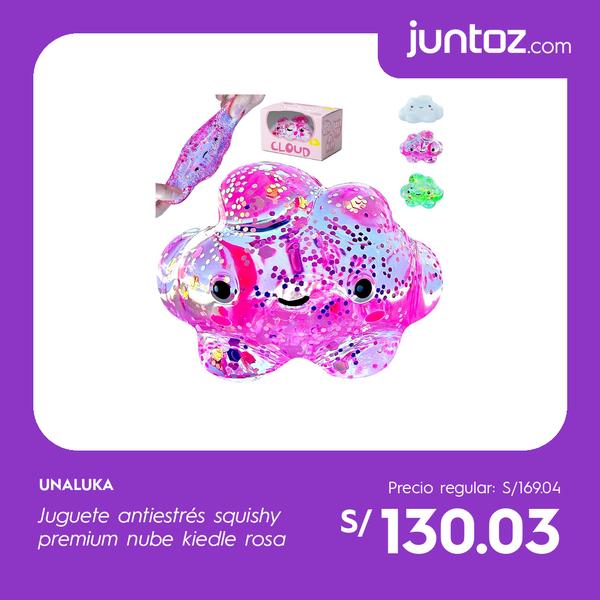 juntoz.com
CLOUD
UNALUKA
Juguete antiestrés squishy
premium nube kiedle rosa
Precio regular: S/169.04
S/130.03